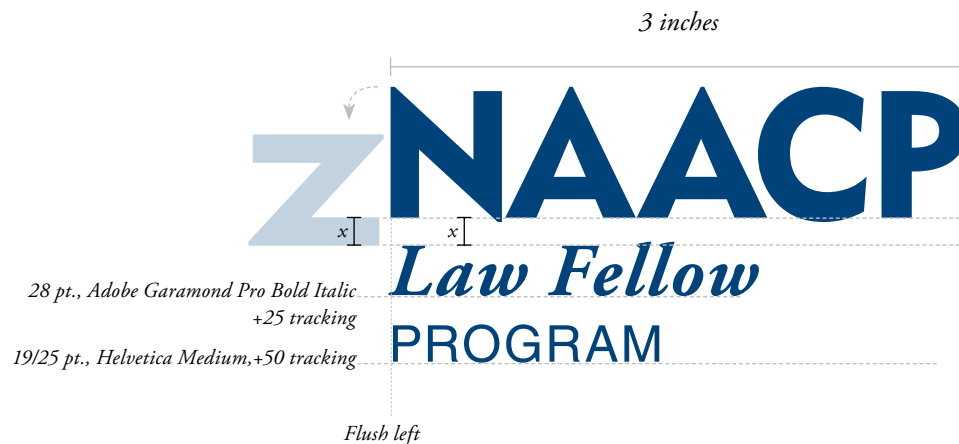 3 inches
NAACP
Z
x x
Law Fellow
28 pt., Adobe Garamond Pro Bold Italic
+25 tracking
PROGRAM
19/25 pt., Helvetica Medium,+50 tracking
Flush left